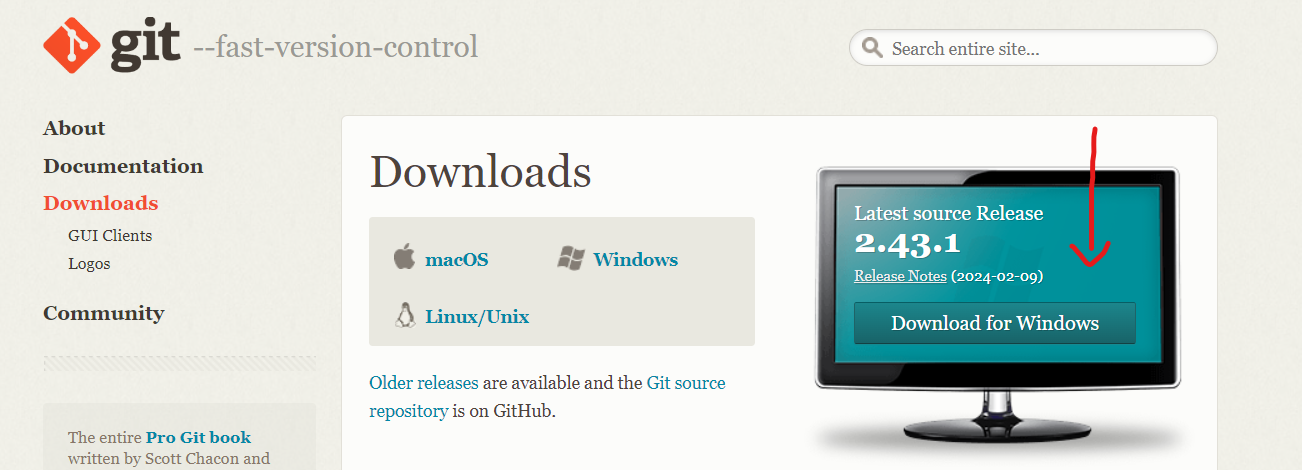 git --fast-version-control
Search entire site...
About
Documentation
Downloads
GUI Clients
Logos
Community
The entire Pro Git book
written by Scott Chacon and
Downloads
macOS
Windows
Linux/Unix
Older releases are available and the Git source
repository is on GitHub.
Latest source Release
2.43.1
Release Notes (2024-02-09)
Download for Windows